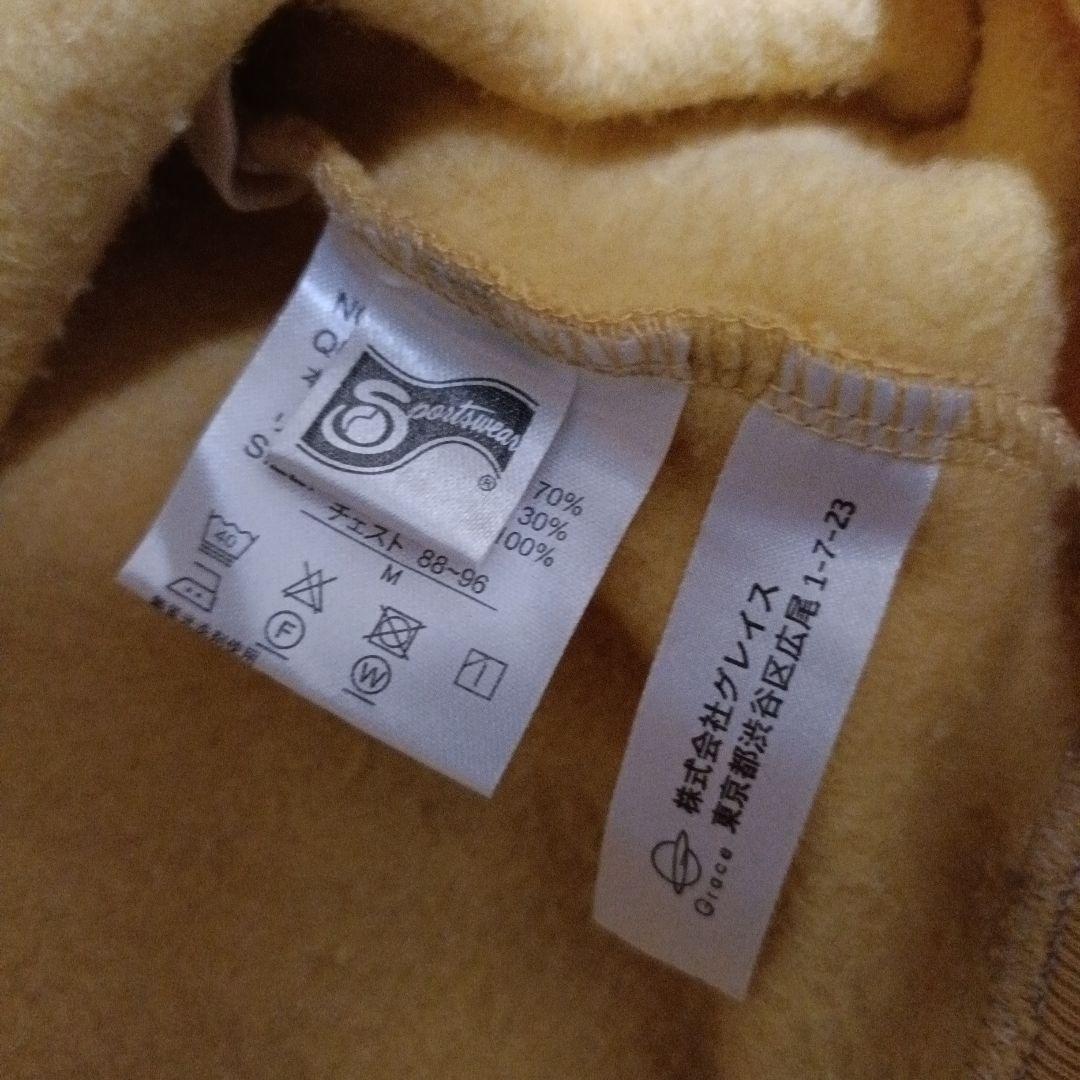 Sportswear
®
70%
30%
100%
チェスト 88~96
M
40
F
W
株式会社グレイス
東京都渋谷区広尾1-7-23
Grace